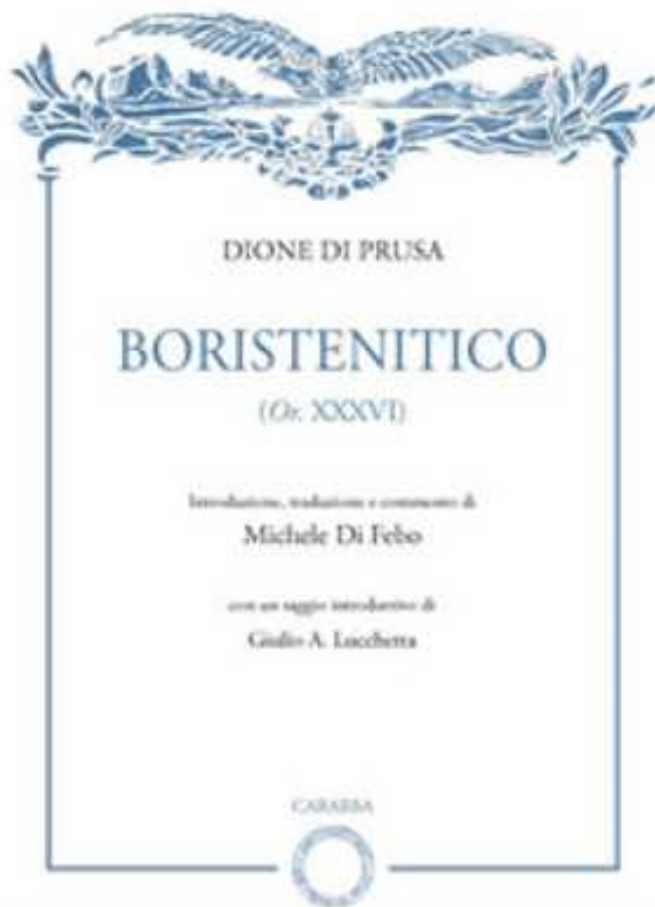 DIONE DI PRUSA
BORISTENITICO
(Or. XXXVI)
Introduzione, traduzione e commento di
Michele Di Febo
con un saggio introduttivo di
Giulio A. Lucchetta
CARABBA